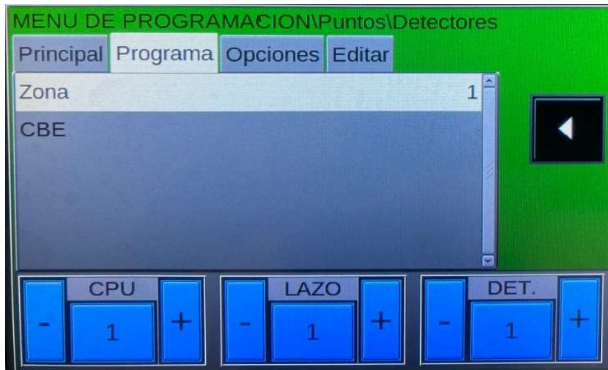 MENU DE PROGRAMACION\Puntos\Detectores
Principal Programa Opciones Editar
Zona 1
CBE
CPU LAZO DET.
- 1 + - 1 + - 1 +